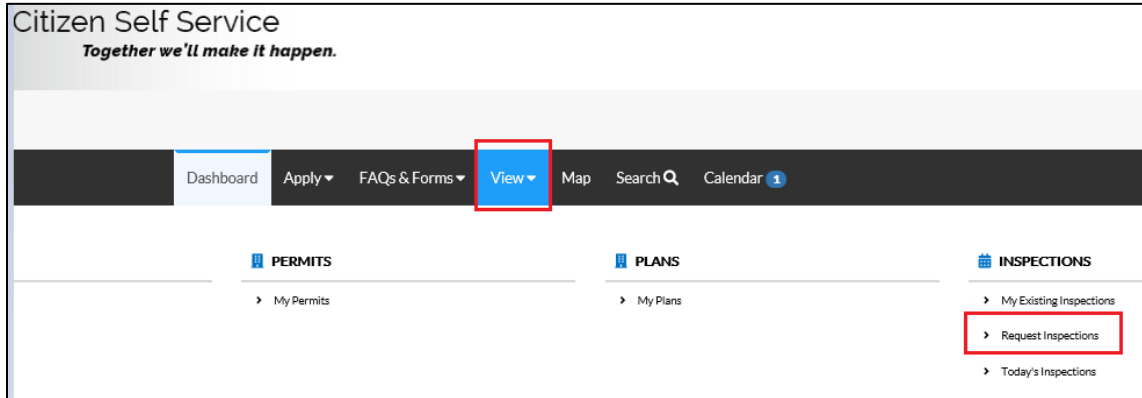 Citizen Self Service
Together we'll make it happen.
Dashboard Apply FAQs & Forms View Map Search Calendar 1
PERMITS PLANS INSPECTIONS
My Permits My Plans My Existing Inspections
Request Inspections
Today's Inspections